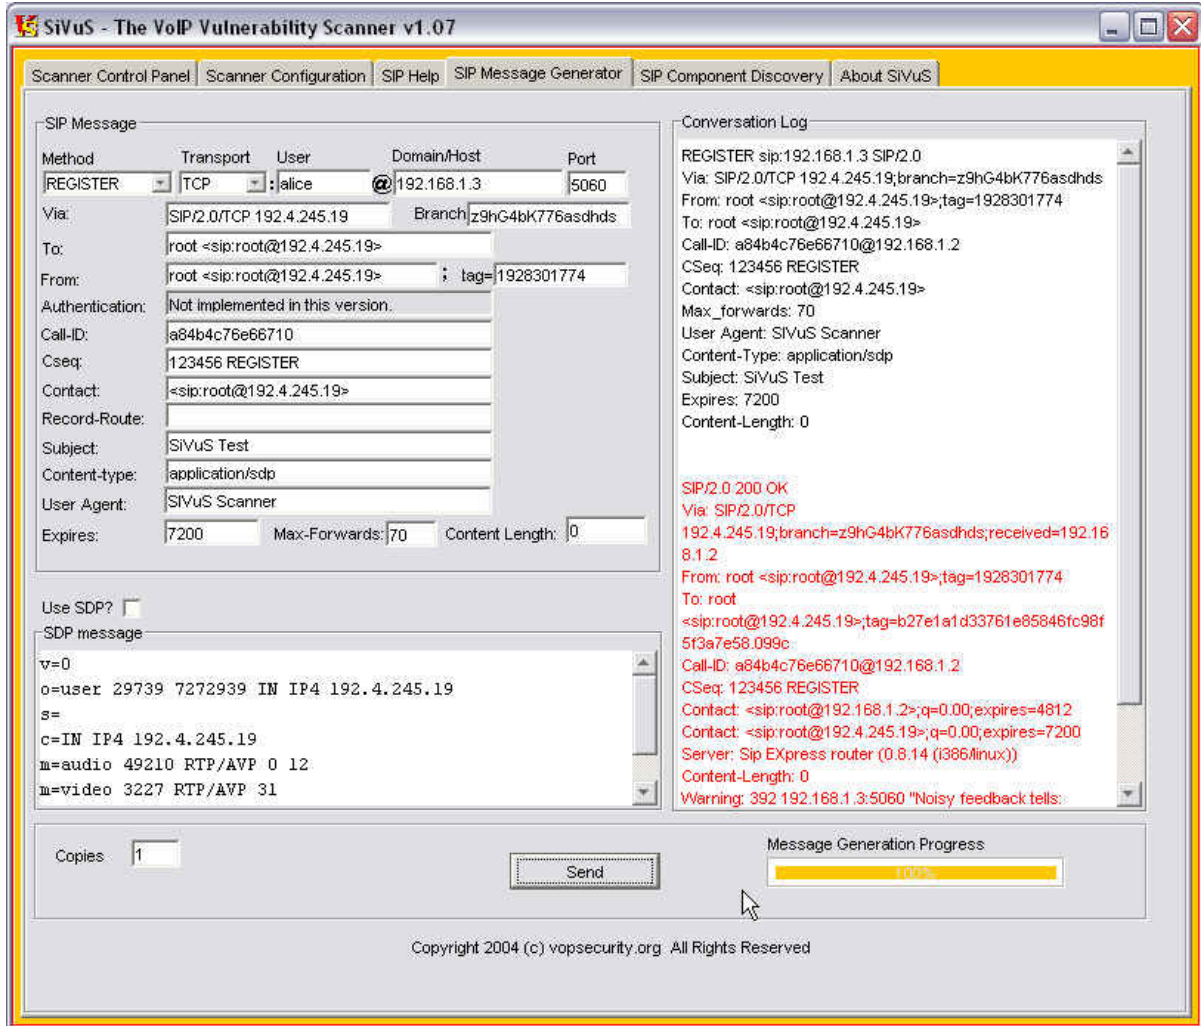 SiVuS - The VoIP Vulnerability Scanner v1.07
Scanner Control Panel Scanner Configuration SIP Help SIP Message Generator SIP Component Discovery About SiVuS
SIP Message
Method Transport User Domain/Host Port
REGISTER TCP : alice @ 192.168.1.3 5060
Via: SIP/2.0/TCP 192.4.245.19 Branch z9hG4bK776asdhds
To: root <sip:root@192.4.245.19>
From: root <sip:root@192.4.245.19> ; tag= 1928301774
Authentication: Not implemented in this version.
Call-ID: a84b4c76e66710
Cseq: 123456 REGISTER
Contact: <sip:root@192.4.245.19>
Record-Route:
Subject: SiVuS Test
Content-type: application/sdp
User Agent: SIVuS Scanner
Expires: 7200 Max-Forwards: 70 Content Length: 0
Use SDP?
SDP message
v=0
o=user 29739 7272939 IN IP4 192.4.245.19
s=
c=IN IP4 192.4.245.19
m=audio 49210 RTP/AVP 0 12
m=video 3227 RTP/AVP 31
Conversation Log
REGISTER sip:192.168.1.3 SIP/2.0
Via: SIP/2.0/TCP 192.4.245.19;branch=z9hG4bK776asdhds
From: root <sip:root@192.4.245.19>;tag=1928301774
To: root <sip:root@192.4.245.19>
Call-ID: a84b4c76e66710@192.168.1.2
CSeq: 123456 REGISTER
Contact: <sip:root@192.4.245.19>
Max_forwards: 70
User Agent: SIVuS Scanner
Content-Type: application/sdp
Subject: SiVuS Test
Expires: 7200
Content-Length: 0
SIP/2.0 200 OK
Via: SIP/2.0/TCP
192.4.245.19;branch=z9hG4bK776asdhds;received=192.16
8.1.2
From: root <sip:root@192.4.245.19>;tag=1928301774
To: root
<sip:root@192.4.245.19>;tag=b27e1a1d33761e85846fc98f
5f3a7e58.099c
Call-ID: a84b4c76e66710@192.168.1.2
CSeq: 123456 REGISTER
Contact: <sip:root@192.168.1.2>;q=0.00;expires=4812
Contact: <sip:root@192.4.245.19>;q=0.00;expires=7200
Server: Sip EXpress router (0.8.14 (i386/linux))
Content-Length: 0
Warning: 392 192.168.1.3:5060 "Noisy feedback tells:
Copies 1
Send
Message Generation Progress
100%
Copyright 2004 (c) vopsecurity.org All Rights Reserved